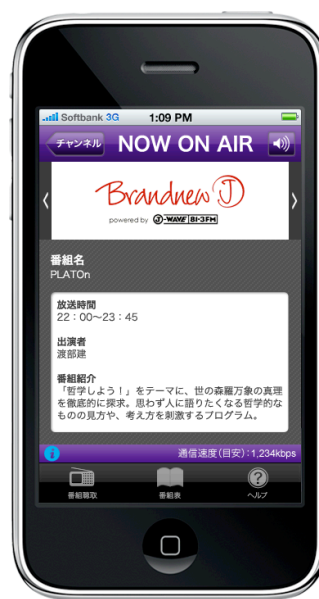 Softbank 3G 1:09 PM
チャンネル NOW ON AIR
Brandnew J
powered by J-WAVE 81.3FM
番組名
PLATOn
放送時間
22：00〜23：45
出演者
渡部建
番組紹介
「哲学しよう！」をテーマに、世の森羅万象の真理
を徹底的に探求。思わず人に語りたくなる哲学的な
ものの見方や、考え方を刺激するプログラム。
i 通信速度(目安)：1,234kbps
番組聴取 番組表 ? ヘルプ